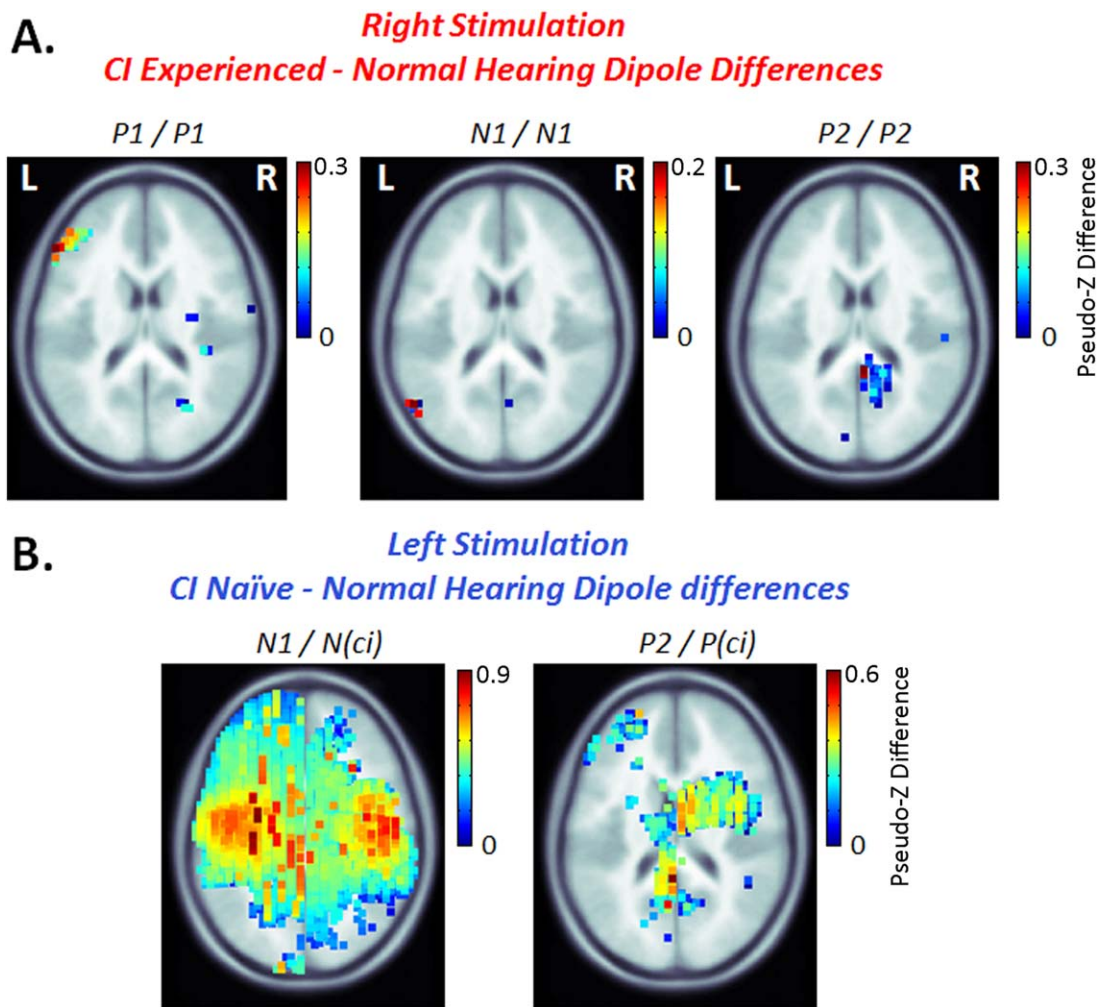 A.
Right Stimulation
CI Experienced - Normal Hearing Dipole Differences
P1 / P1
N1 / N1
P2 / P2
L
R
0.3
0
L
R
0.2
0
L
R
0.3
0
Pseudo-Z Difference
B.
Left Stimulation
CI Naïve - Normal Hearing Dipole differences
N1 / N(ci)
P2 / P(ci)
0.9
0
0.6
0
Pseudo-Z Difference